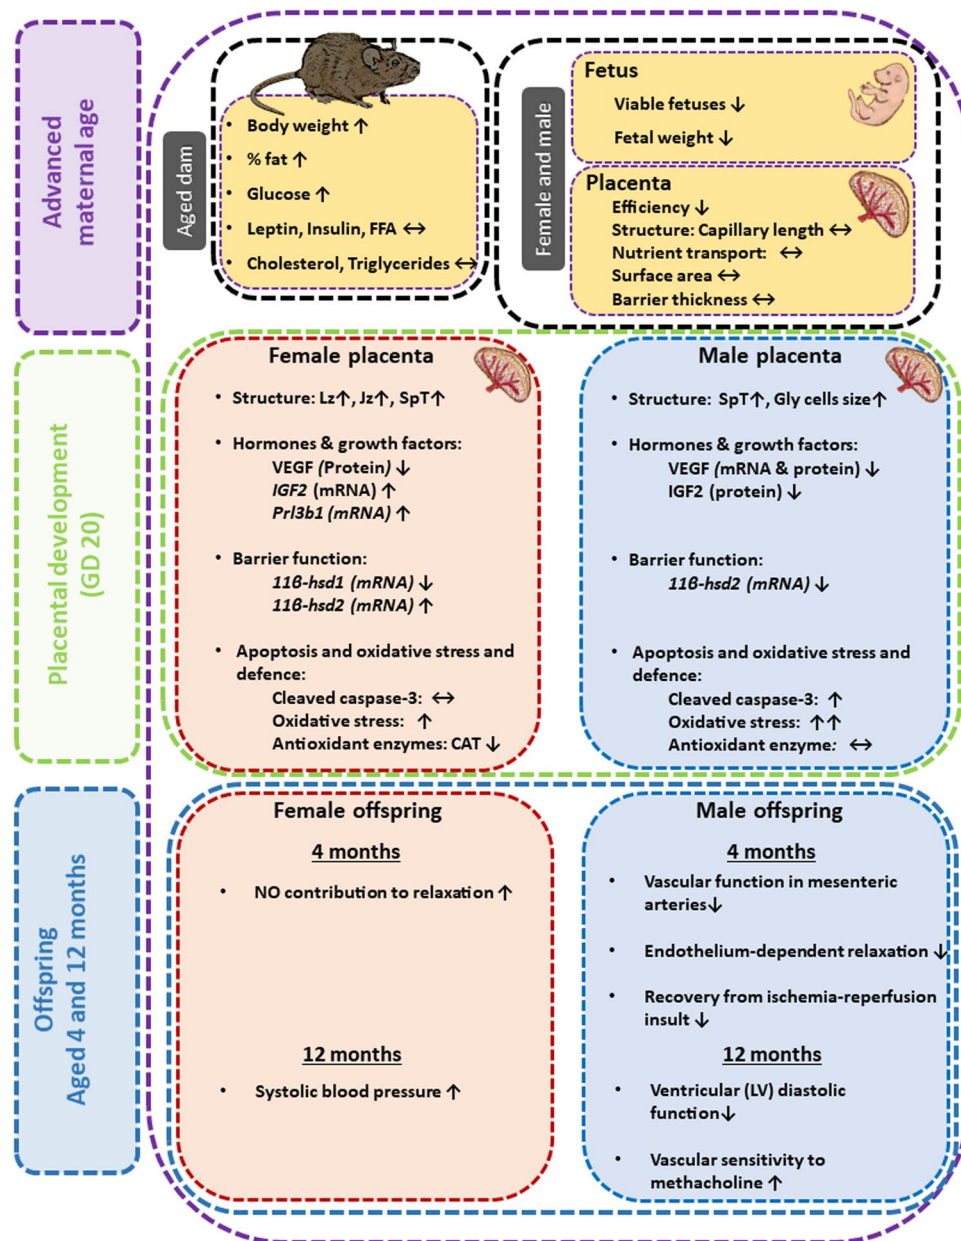 Advanced
maternal age
Aged dam
• Body weight ↑
• % fat ↑
• Glucose ↑
• Leptin, Insulin, FFA ↔
• Cholesterol, Triglycerides ↔
Female and male
Fetus
Viable fetuses ↓
Fetal weight ↓
Placenta
Efficiency ↓
Structure: Capillary length ↔
Nutrient transport: ↔
Surface area ↔
Barrier thickness ↔
Placental development
(GD 20)
Female placenta
• Structure: Lz↑, Jz↑, SpT↑
• Hormones & growth factors:
VEGF (Protein) ↓
IGF2 (mRNA) ↑
Prl3b1 (mRNA) ↑
• Barrier function:
11β-hsd1 (mRNA) ↓
11β-hsd2 (mRNA) ↑
• Apoptosis and oxidative stress and
defence:
Cleaved caspase-3: ↔
Oxidative stress: ↑
Antioxidant enzymes: CAT ↓
Male placenta
• Structure: SpT↑, Gly cells size↑
• Hormones & growth factors:
VEGF (mRNA & protein) ↓
IGF2 (protein) ↓
• Barrier function:
11β-hsd2 (mRNA) ↓
• Apoptosis and oxidative stress and
defence:
Cleaved caspase-3: ↑
Oxidative stress: ↑↑
Antioxidant enzyme: ↔
Offspring
Aged 4 and 12 months
Female offspring
4 months
• NO contribution to relaxation ↑
12 months
• Systolic blood pressure ↑
Male offspring
4 months
• Vascular function in mesenteric
arteries↓
• Endothelium-dependent relaxation ↓
• Recovery from ischemia-reperfusion
insult ↓
12 months
• Ventricular (LV) diastolic
function↓
• Vascular sensitivity to
methacholine ↑